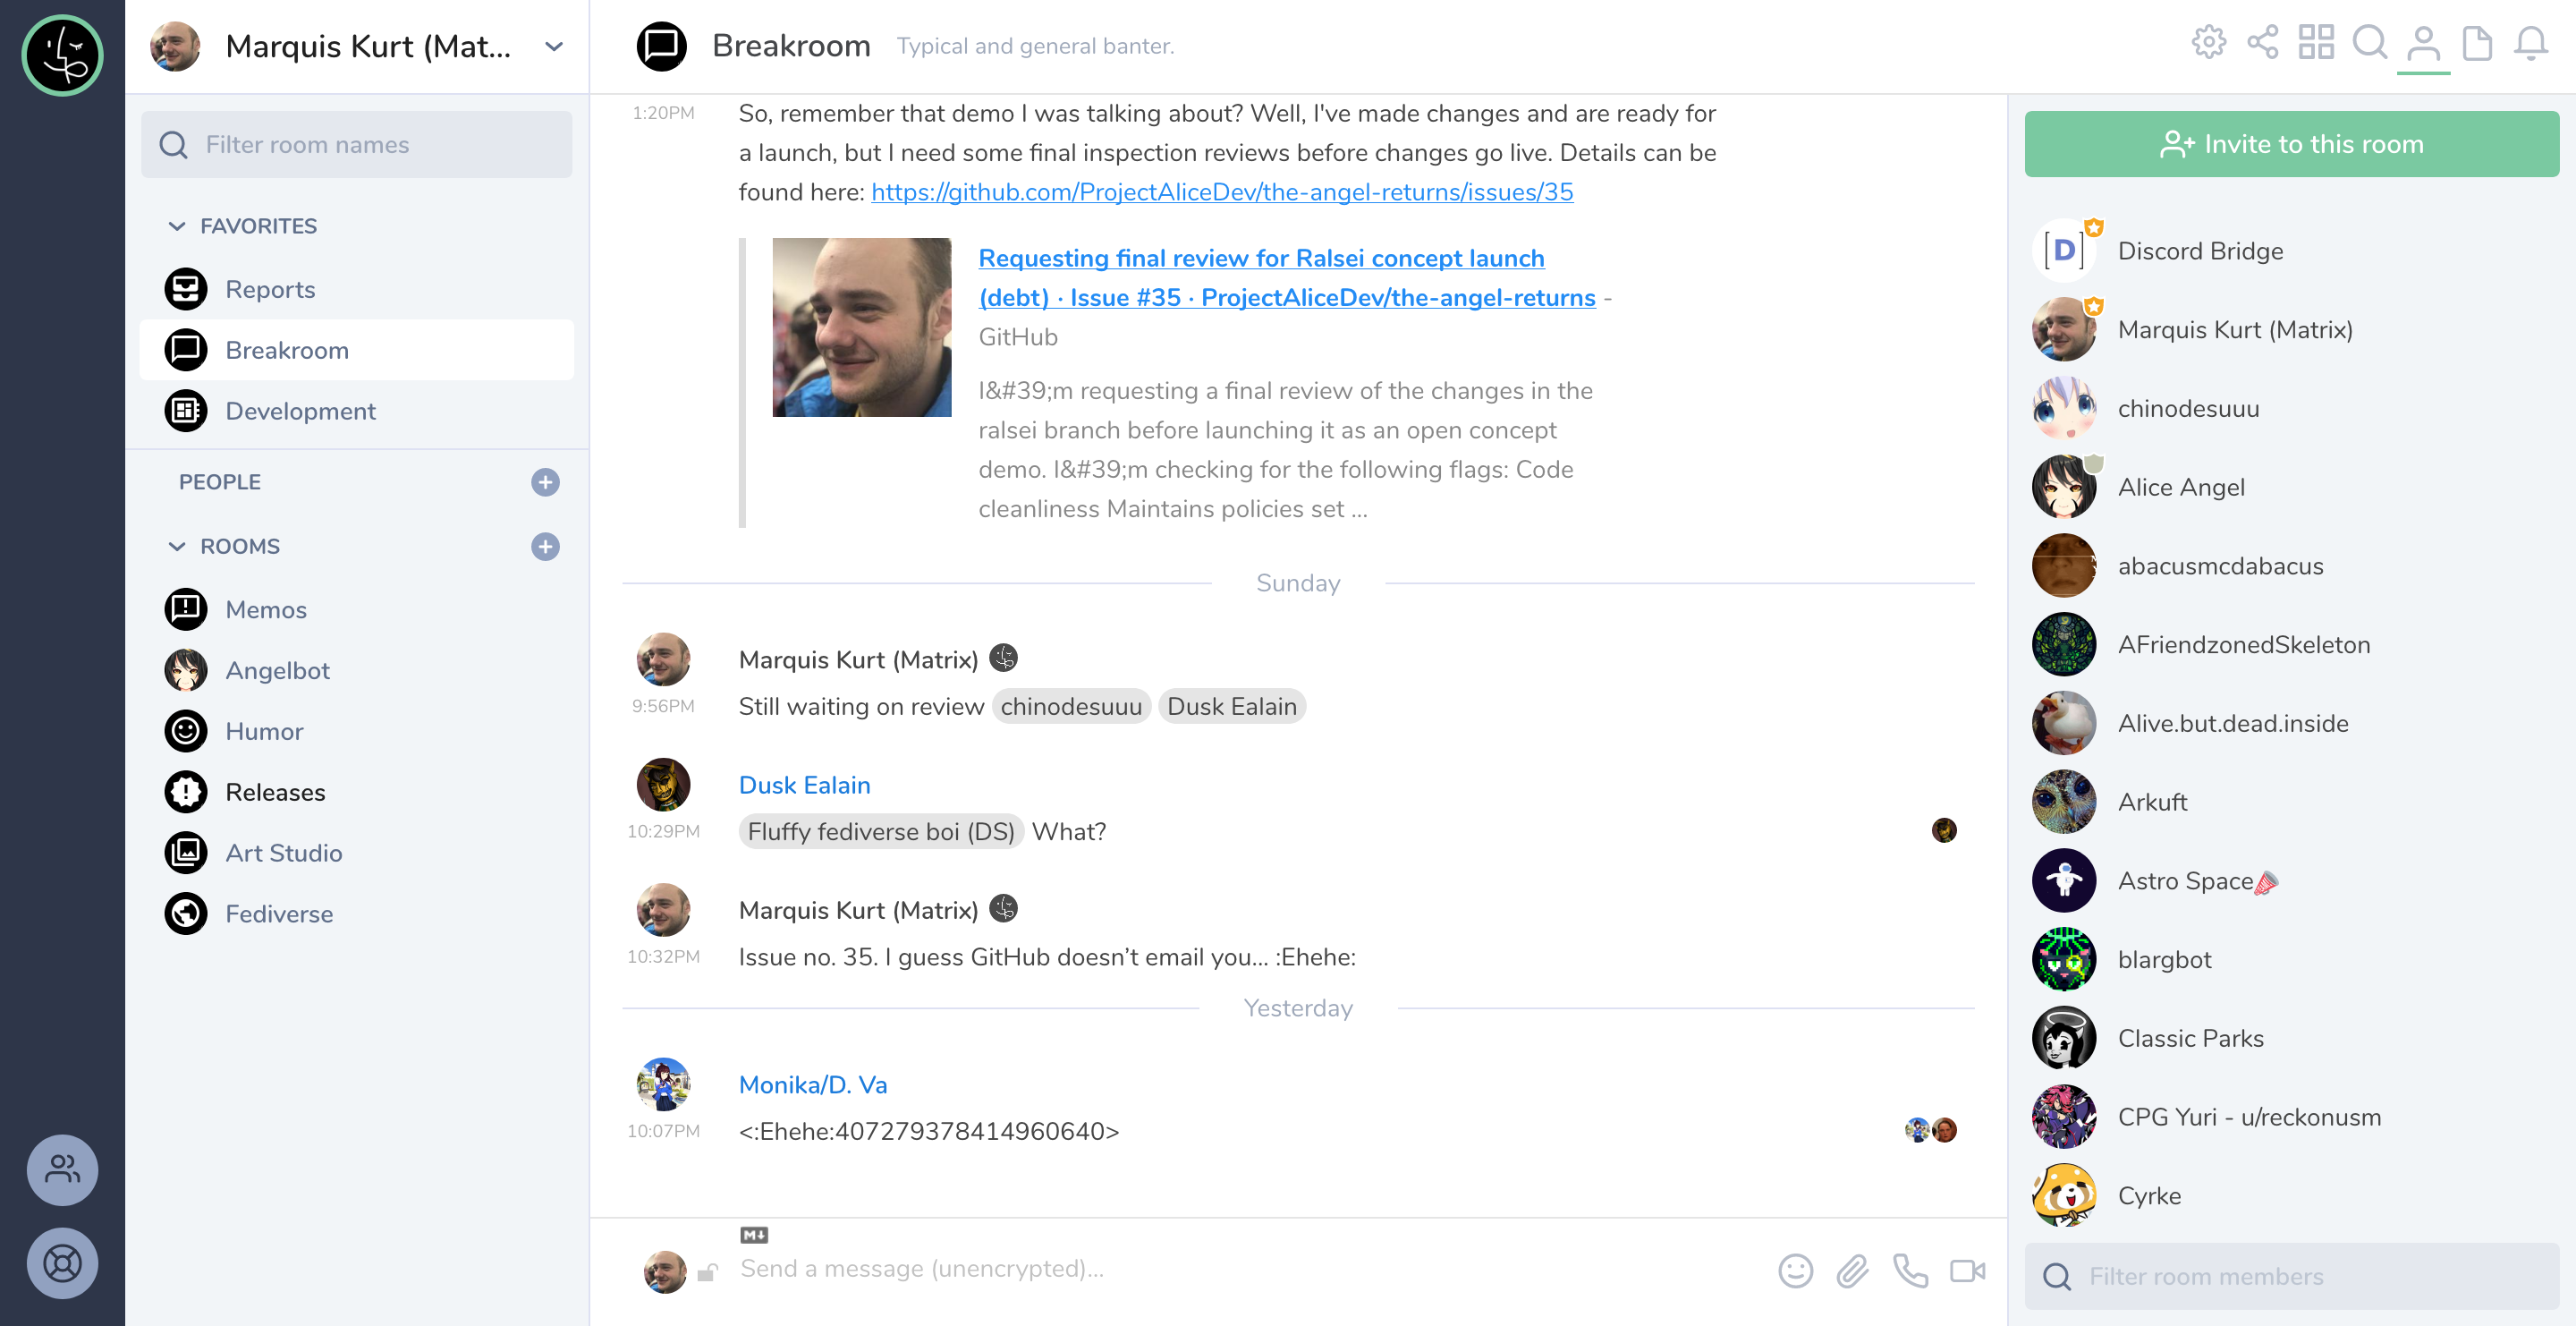 Marquis Kurt (Mat...
Filter room names
FAVORITES
Reports
Breakroom
Development
PEOPLE
ROOMS
Memos
Angelbot
Humor
Releases
Art Studio
Fediverse
Breakroom Typical and general banter.
1:20PM So, remember that demo I was talking about? Well, I've made changes and are ready for
a launch, but I need some final inspection reviews before changes go live. Details can be
found here: https://github.com/ProjectAliceDev/the-angel-returns/issues/35
Requesting final review for Ralsei concept launch
(debt) · Issue #35 · ProjectAliceDev/the-angel-returns -
GitHub
I&#39;m requesting a final review of the changes in the
ralsei branch before launching it as an open concept
demo. I&#39;m checking for the following flags: Code
cleanliness Maintains policies set ...
Sunday
Marquis Kurt (Matrix)
9:56PM Still waiting on review chinodesuuu Dusk Ealain
Dusk Ealain
10:29PM Fluffy fediverse boi (DS) What?
Marquis Kurt (Matrix)
10:32PM Issue no. 35. I guess GitHub doesn’t email you... :Ehehe:
Yesterday
Monika/D. Va
10:07PM <:Ehehe:407279378414960640>
M
Send a message (unencrypted)...
Invite to this room
[D] Discord Bridge
Marquis Kurt (Matrix)
chinodesuuu
Alice Angel
abacusmcdabacus
AFriendzonedSkeleton
Alive.but.dead.inside
Arkuft
Astro Space
blargbot
Classic Parks
CPG Yuri - u/reckonusm
Cyrke
Filter room members